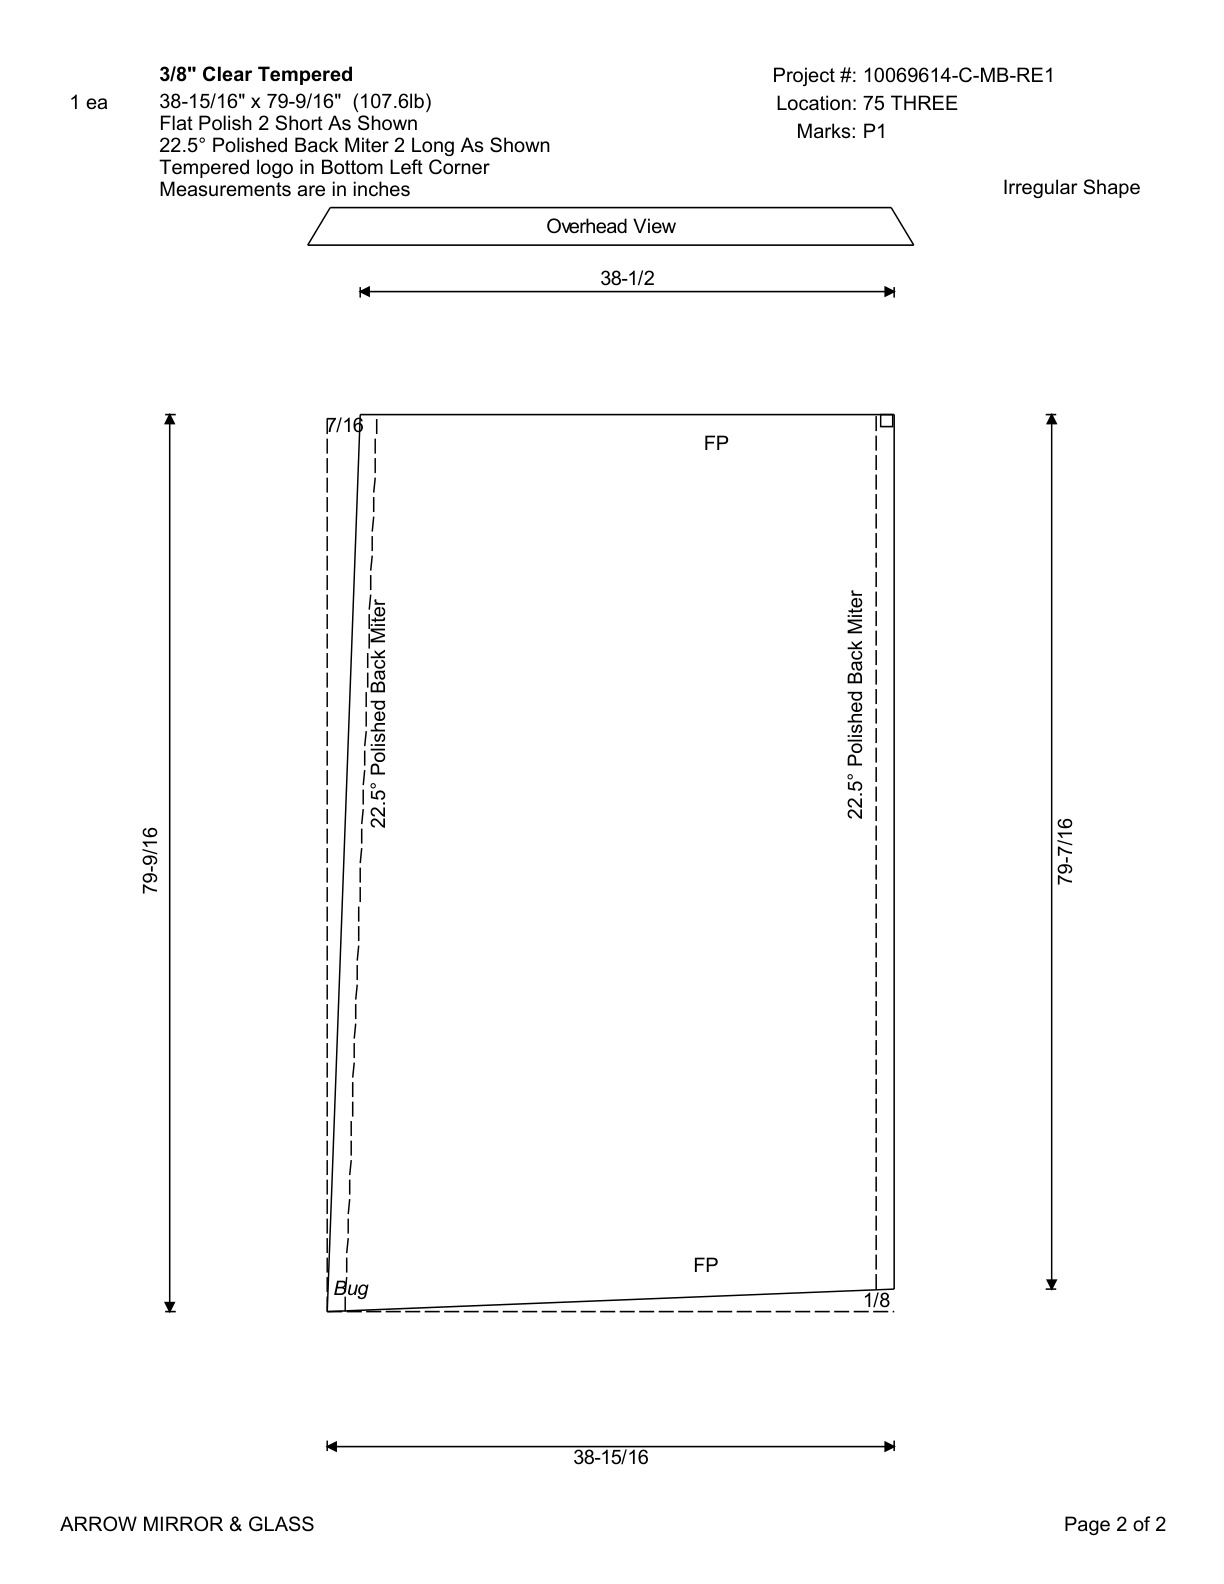 3/8" Clear Tempered
Project #: 10069614-C-MB-RE1
1 ea
38-15/16" x 79-9/16" (107.6lb)
Location: 75 THREE
Flat Polish 2 Short As Shown
Marks: P1
22.5° Polished Back Miter 2 Long As Shown
Tempered logo in Bottom Left Corner
Measurements are in inches
Irregular Shape
Overhead View
38-1/2
7/16
FP
22.5° Polished Back Miter
22.5° Polished Back Miter
79-9/16
79-7/16
FP
Bug
1/8
38-15/16
ARROW MIRROR & GLASS
Page 2 of 2